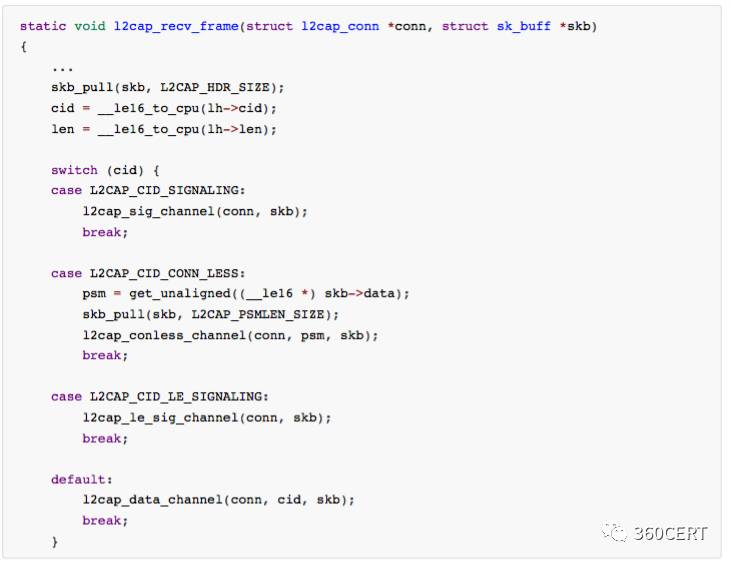 static void l2cap_recv_frame(struct l2cap_conn *conn, struct sk_buff *skb)
{
    ...
    skb_pull(skb, L2CAP_HDR_SIZE);
    cid = __le16_to_cpu(lh->cid);
    len = __le16_to_cpu(lh->len);

    switch (cid) {
    case L2CAP_CID_SIGNALING:
        l2cap_sig_channel(conn, skb);
        break;

    case L2CAP_CID_CONN_LESS:
        psm = get_unaligned((__le16 *) skb->data);
        skb_pull(skb, L2CAP_PSMLEN_SIZE);
        l2cap_conless_channel(conn, psm, skb);
        break;

    case L2CAP_CID_LE_SIGNALING:
        l2cap_le_sig_channel(conn, skb);
        break;

    default:
        l2cap_data_channel(conn, cid, skb);
        break;
    }
360CERT